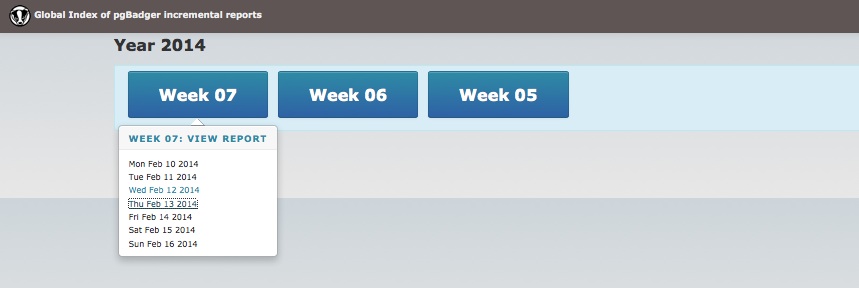 Global Index of pgBadger incremental reports
Year 2014
Week 07 Week 06 Week 05
WEEK 07: VIEW REPORT
Mon Feb 10 2014
Tue Feb 11 2014
Wed Feb 12 2014
Thu Feb 13 2014
Fri Feb 14 2014
Sat Feb 15 2014
Sun Feb 16 2014